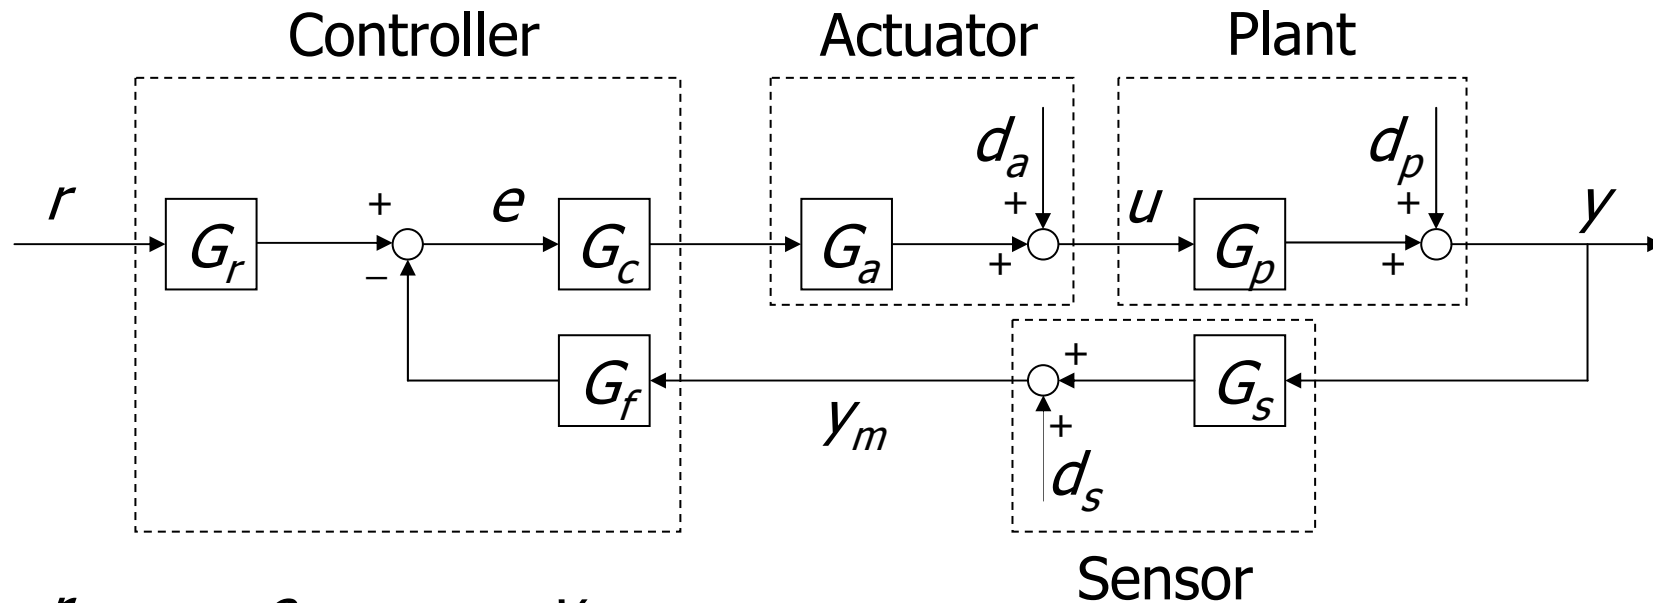 Controller Actuator Plant
d_a d_p
r + e + u + y
G_r G_c G_a G_p
− + +
G_f + G_s
y_m +
d_s
Sensor
r e